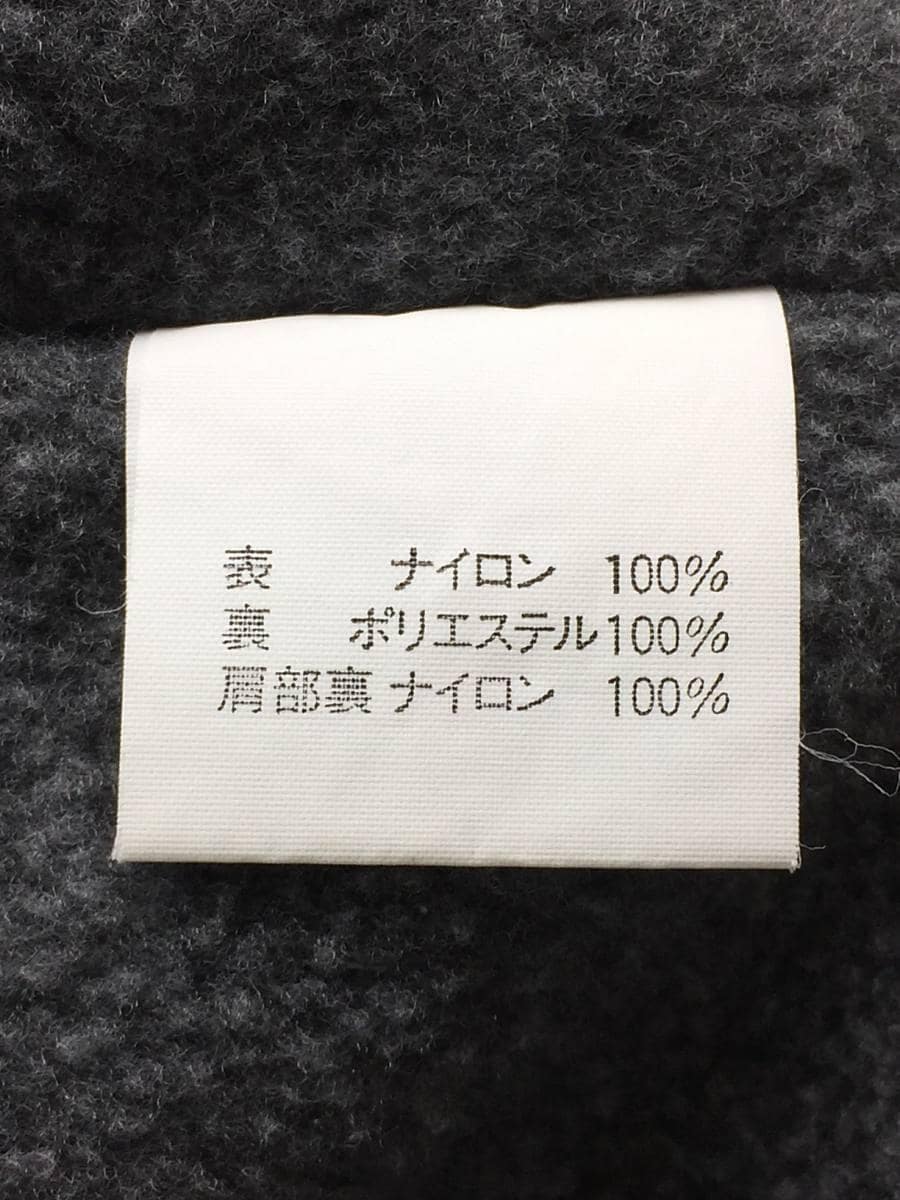 表 ナイロン 100%
裏 ポリエステル100%
肩部裏 ナイロン 100%